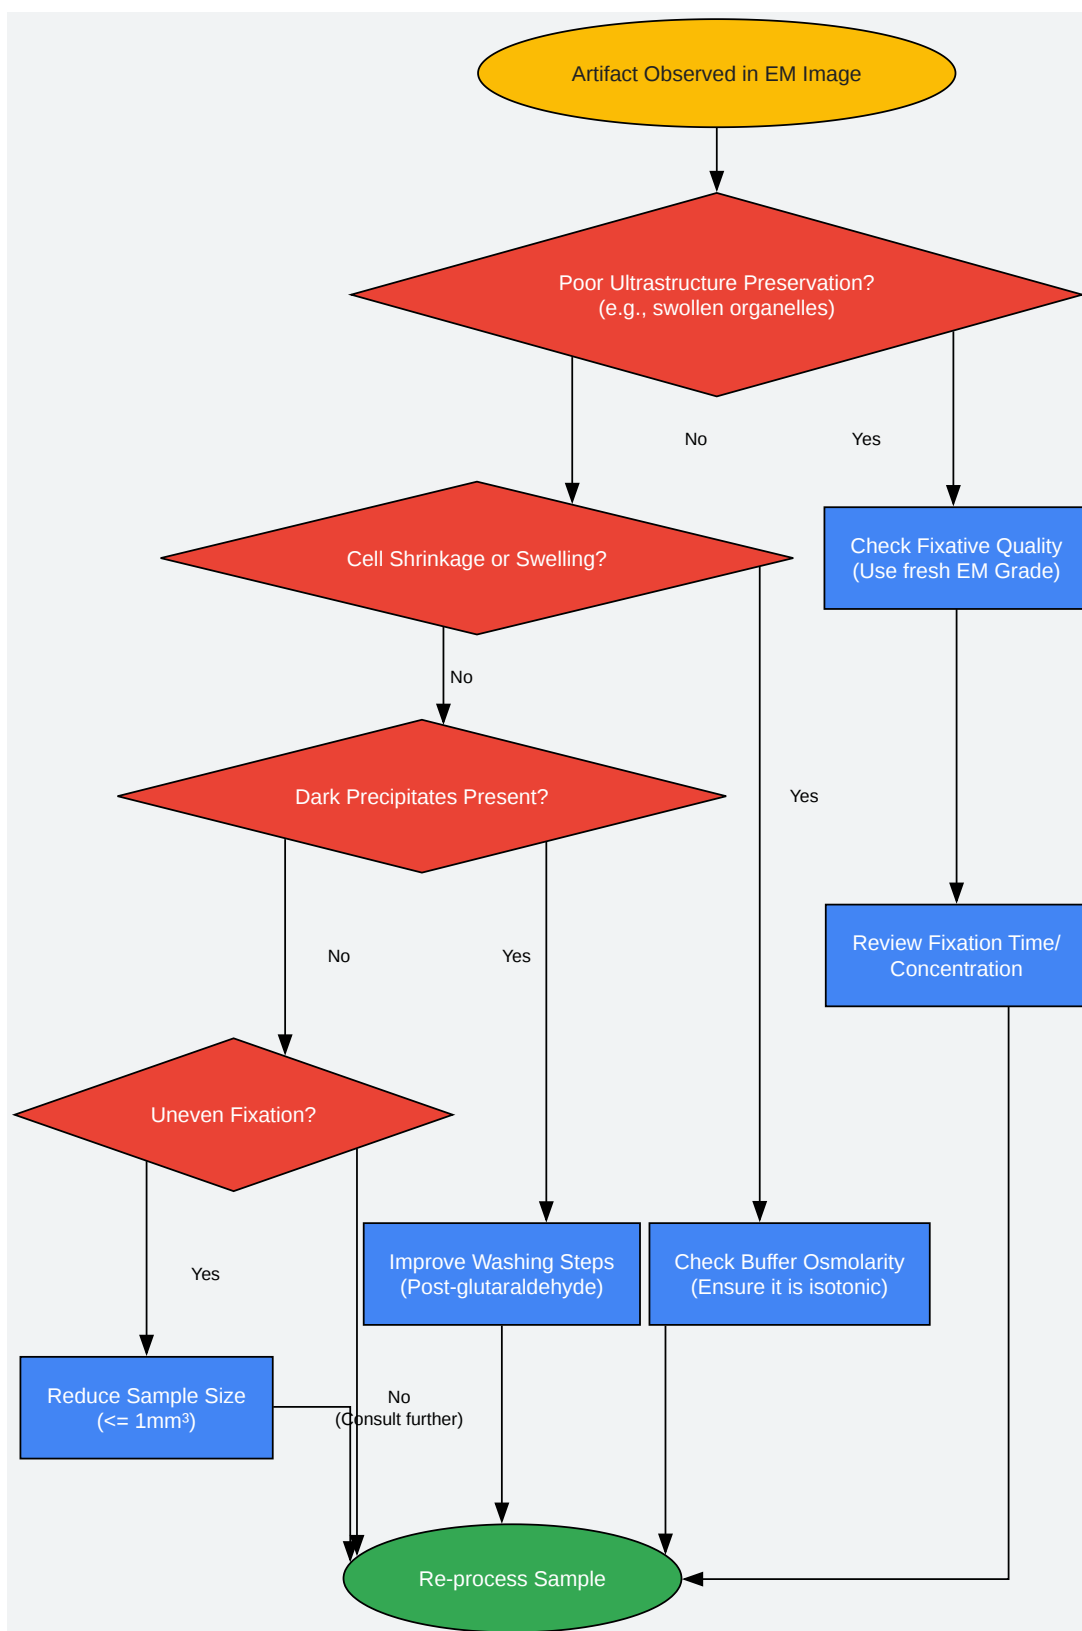 Artifact Observed in EM Image
Poor Ultrastructure Preservation?
(e.g., swollen organelles)
No
Yes
Cell Shrinkage or Swelling?
Check Fixative Quality
(Use fresh EM Grade)
No
Dark Precipitates Present?
Yes
No
Yes
Review Fixation Time/
Concentration
Uneven Fixation?
Yes
Improve Washing Steps
(Post-glutaraldehyde)
Check Buffer Osmolarity
(Ensure it is isotonic)
Reduce Sample Size
(<= 1mm³)
No
(Consult further)
Re-process Sample